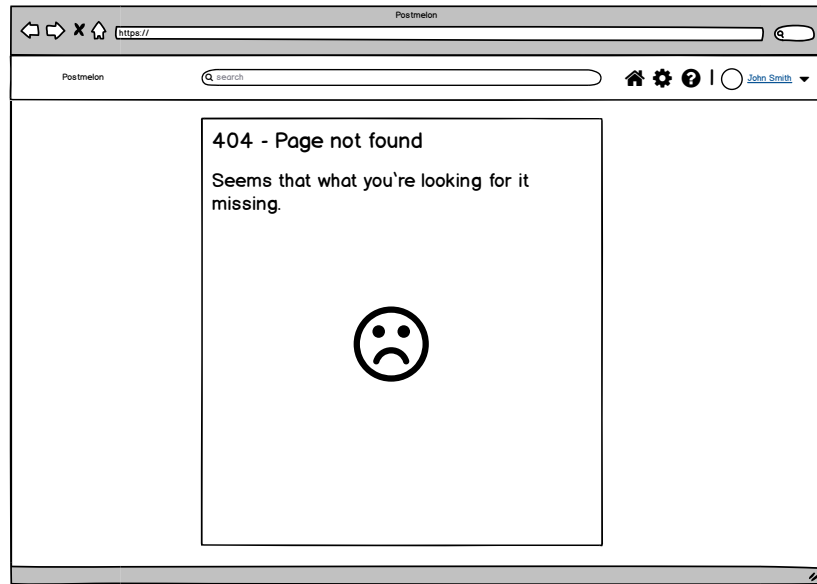 Postmelon
https://
Postmelon
search
John Smith
404 - Page not found
Seems that what you`re looking for it
missing.